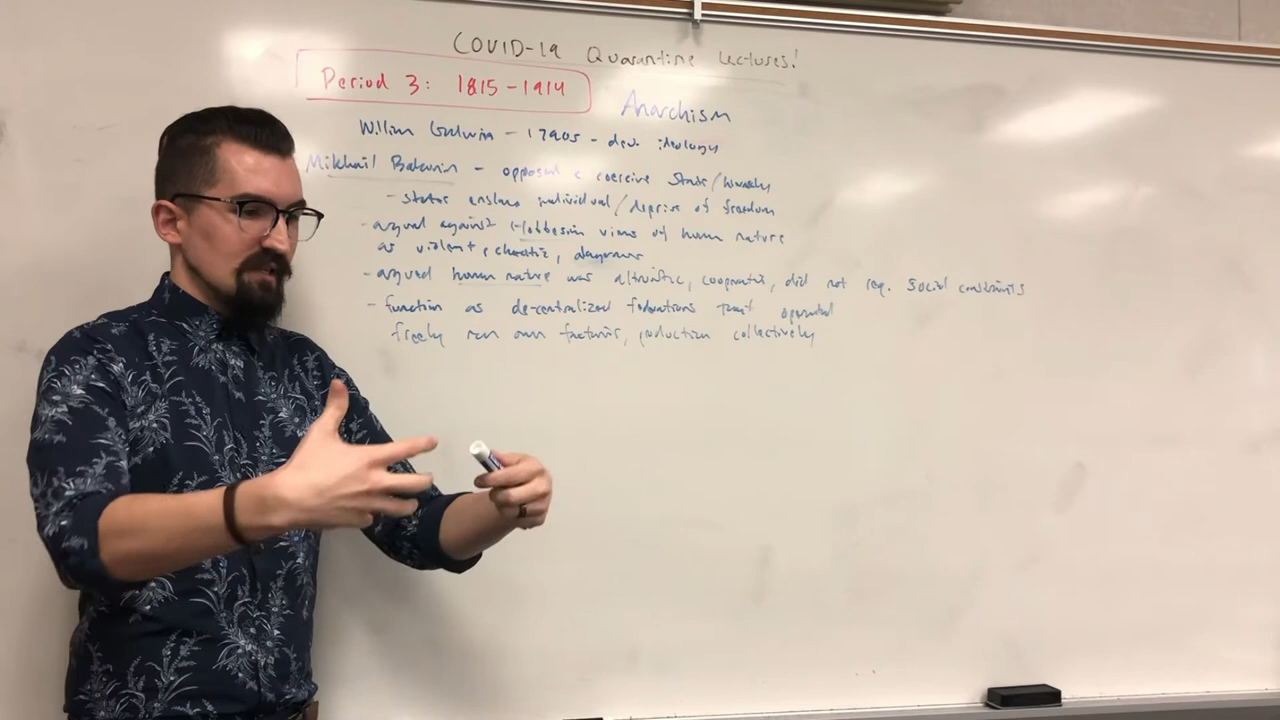 COVID-19 Quarantine Lectures!
Period 3: 1815-1914
Anarchism
William Godwin - 1790s - dev. ideology
Mikhail Bakunin - opposed coercive State/
- states enslave individual/deprive of freedom
- argued against Hobbesian views of human nature
as violent, chaotic, dangerous
- argued human nature was altruistic, cooperative, did not req. social constraints
- function as de-centralized federations that operated
freely run own factories, production collectively